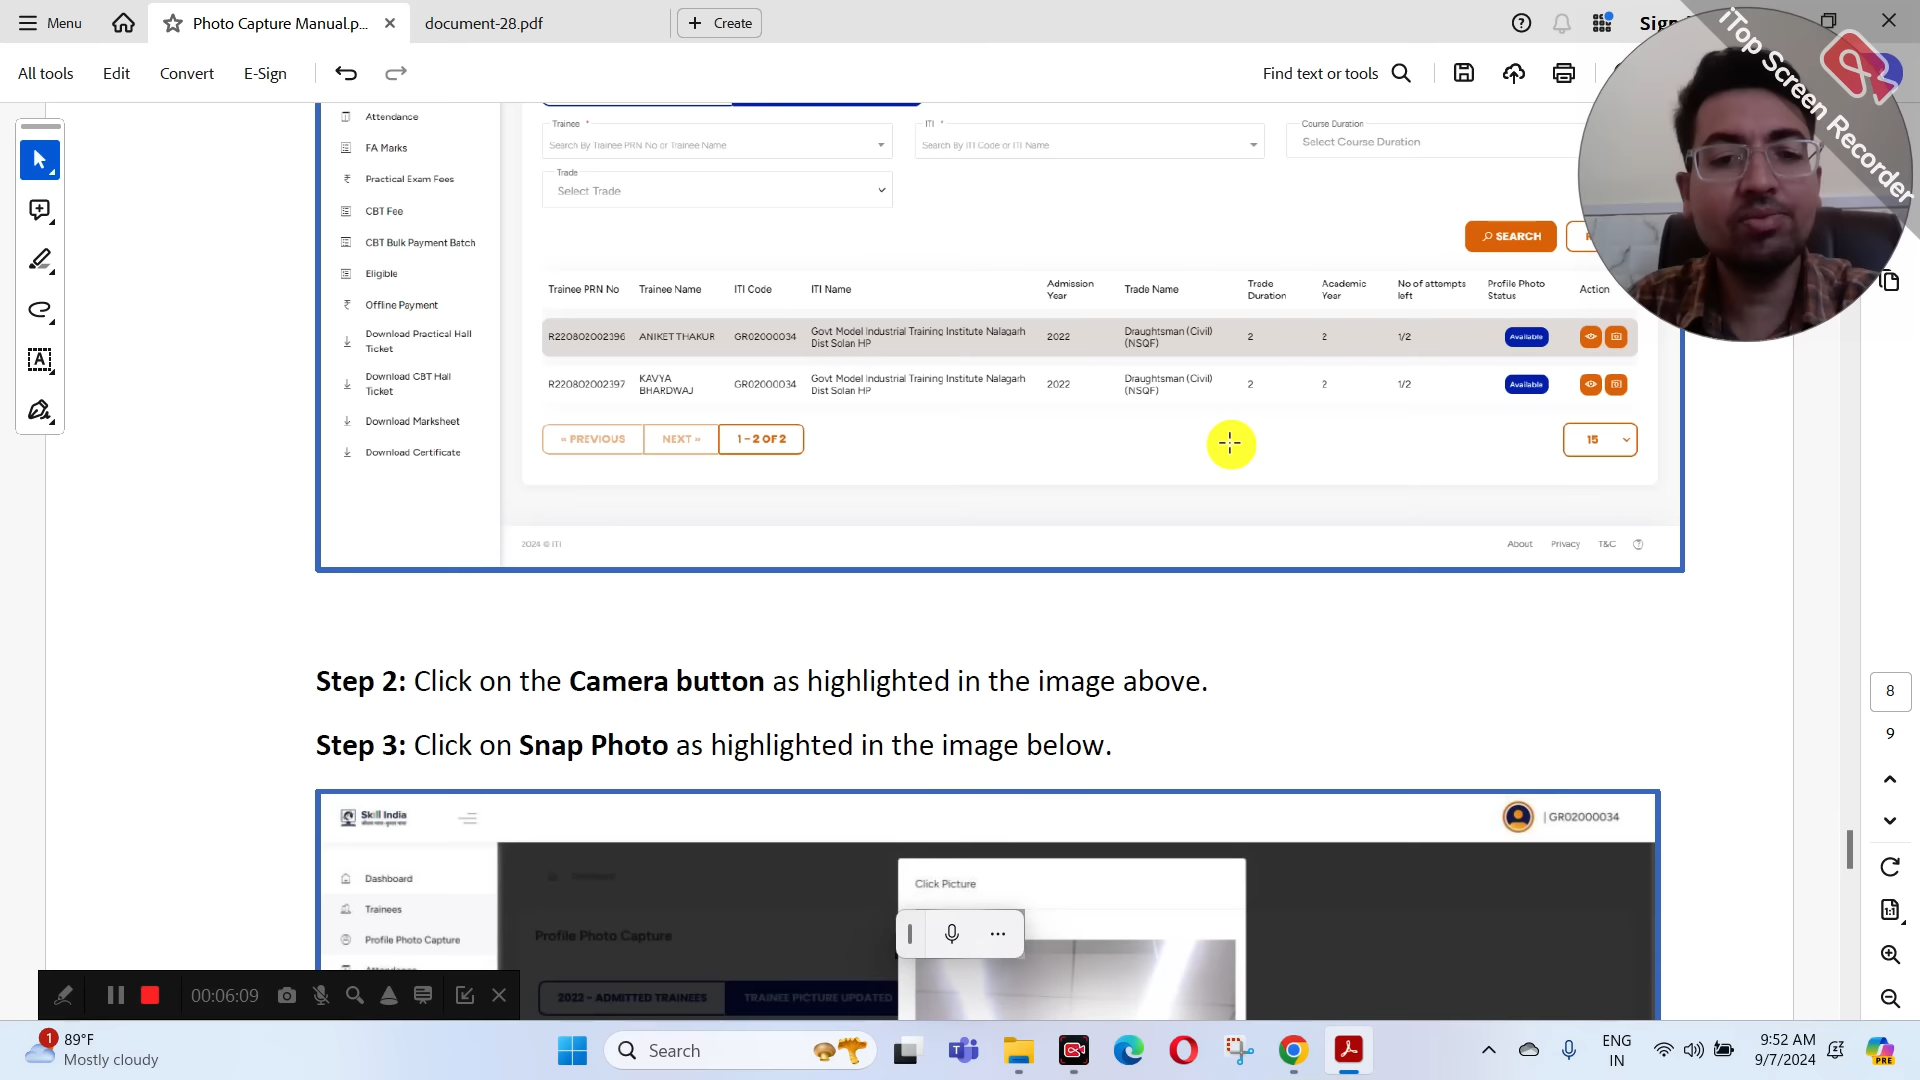 Menu
Photo Capture Manual.p...
document-28.pdf
Create
Sign
All tools
Edit
Convert
E-Sign
Find text or tools
iTop Screen Recorder
Attendance
FA Marks
Practical Exam Fees
CBT Fee
CBT Bulk Payment Batch
Eligible
Offline Payment
Download Practical Hall
Ticket
Download CBT Hall
Ticket
Download Marksheet
Download Certificate
Trainee *
Search By Trainee PRN No or Trainee Name
ITI *
Search By ITI Code or ITI Name
Course Duration
Select Course Duration
Trade
Select Trade
SEARCH
Trainee PRN No Trainee Name ITI Code ITI Name Admission Year Trade Name Trade Duration Academic Year No of attempts left Profile Photo Status Action
R220802002396 ANIKET THAKUR GR02000034 Govt Model Industrial Training Institute Nalagarh Dist Solan HP 2022 Draughtsman (Civil) (NSQF) 2 2 1/2 Available
R220802002397 KAVYA BHARDWAJ GR02000034 Govt Model Industrial Training Institute Nalagarh Dist Solan HP 2022 Draughtsman (Civil) (NSQF) 2 2 1/2 Available
« PREVIOUS NEXT » 1 - 2 OF 2
15
2024 © ITI
About Privacy T&C
Step 2: Click on the Camera button as highlighted in the image above.
Step 3: Click on Snap Photo as highlighted in the image below.
Skill India
| GR02000034
Dashboard
Trainees
Profile Photo Capture
Click Picture
Profile Photo Capture
2022 - ADMITTED TRAINEES
TRAINEE PICTURE UPDATED
8
9
1:1
00:06:09
1
89°F
Mostly cloudy
Search
ENG
IN
9:52 AM
9/7/2024
PRE